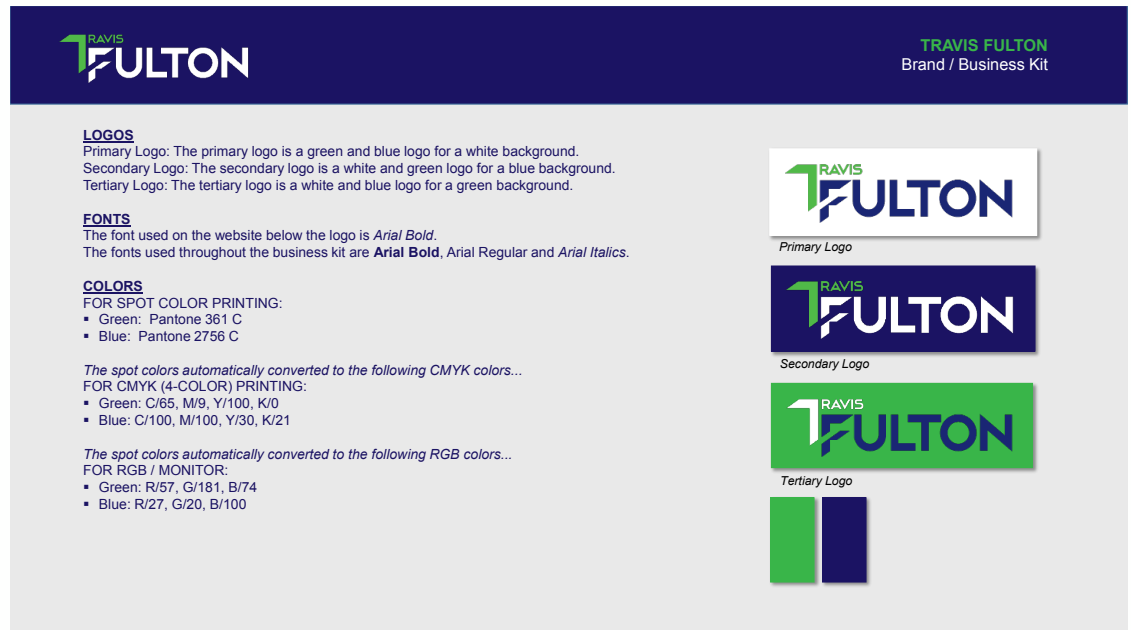 TRAVIS
FULTON
TRAVIS FULTON
Brand / Business Kit
LOGOS
Primary Logo: The primary logo is a green and blue logo for a white background.
Secondary Logo: The secondary logo is a white and green logo for a blue background.
Tertiary Logo: The tertiary logo is a white and blue logo for a green background.
FONTS
The font used on the website below the logo is Arial Bold.
The fonts used throughout the business kit are Arial Bold, Arial Regular and Arial Italics.
COLORS
FOR SPOT COLOR PRINTING:
▪ Green:  Pantone 361 C
▪ Blue:  Pantone 2756 C
The spot colors automatically converted to the following CMYK colors...
FOR CMYK (4-COLOR) PRINTING:
▪ Green: C/65, M/9, Y/100, K/0
▪ Blue: C/100, M/100, Y/30, K/21
The spot colors automatically converted to the following RGB colors...
FOR RGB / MONITOR:
▪ Green: R/57, G/181, B/74
▪ Blue: R/27, G/20, B/100
TRAVIS
FULTON
Primary Logo
TRAVIS
FULTON
Secondary Logo
TRAVIS
FULTON
Tertiary Logo